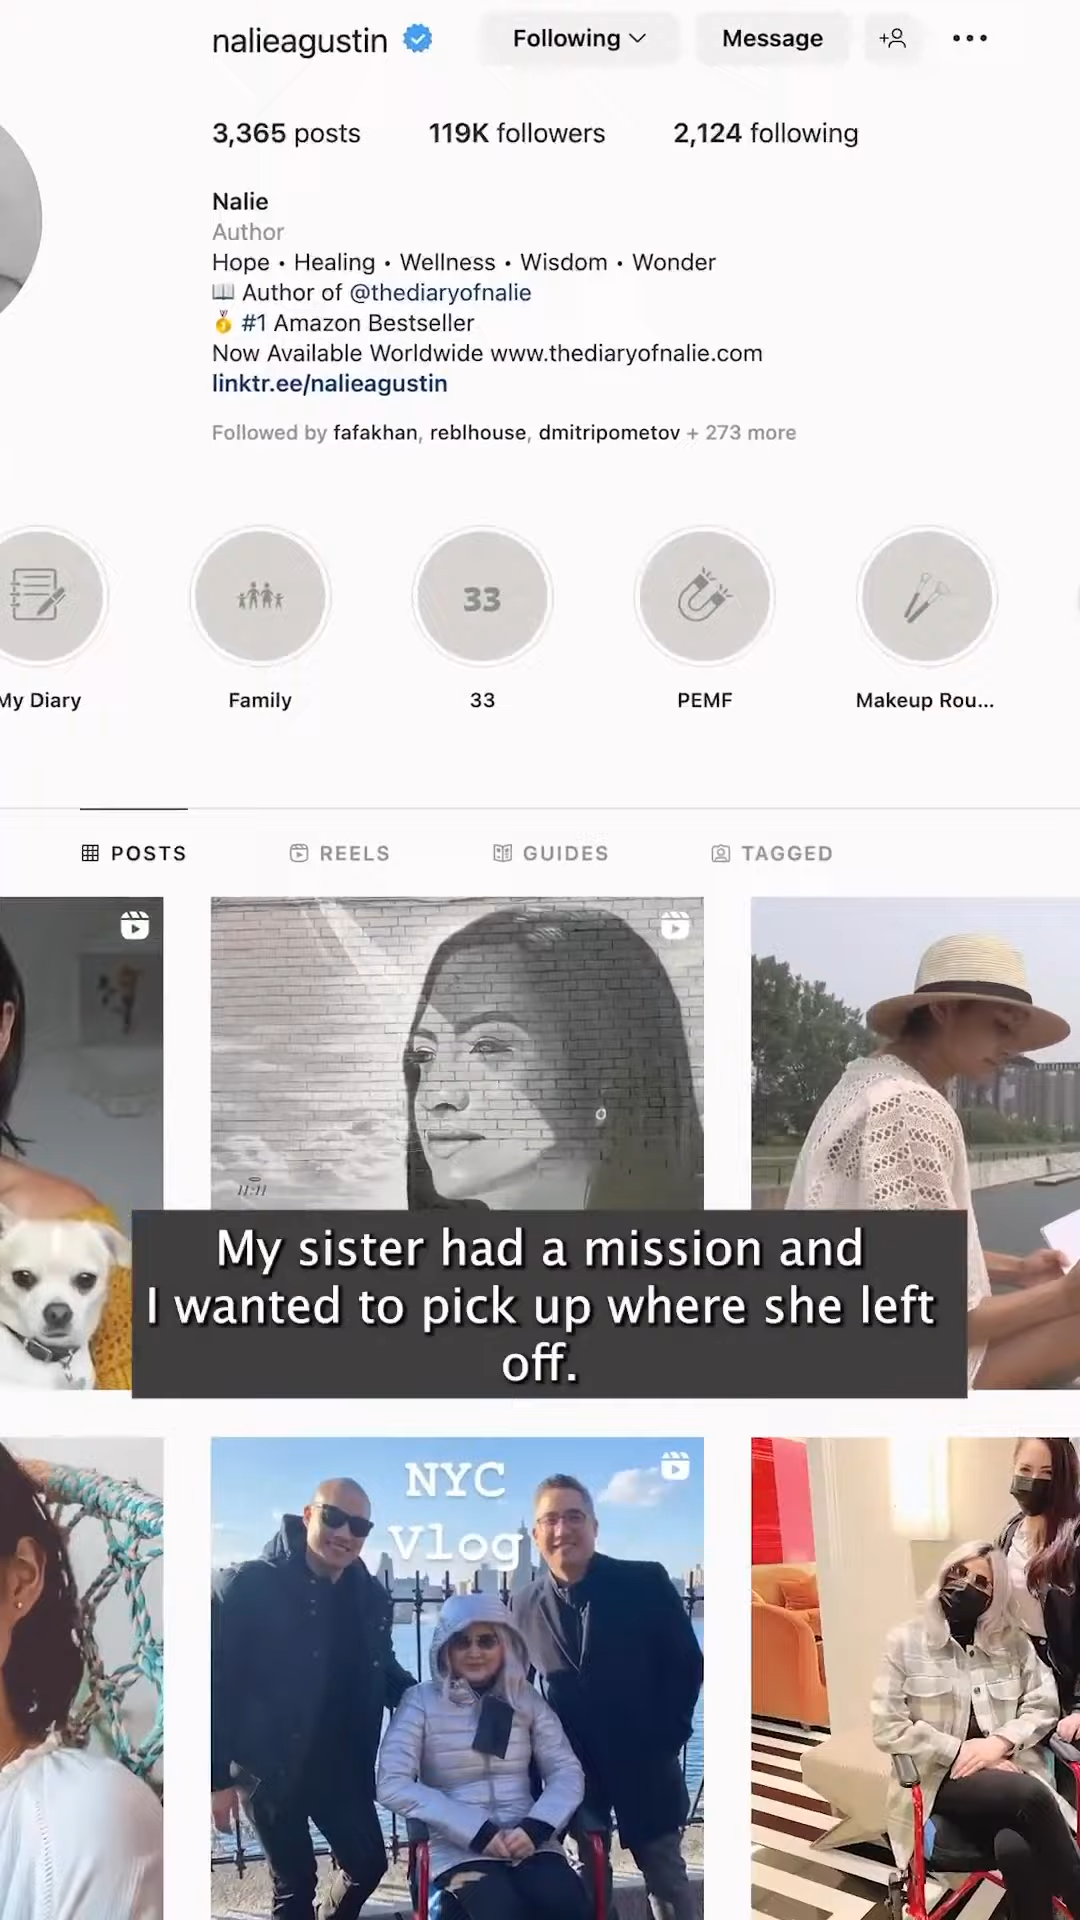 nalieagustin
Following
Message
3,365 posts
119K followers
2,124 following
Nalie
Author
Hope • Healing • Wellness • Wisdom • Wonder
📖 Author of @thediaryofnalie
🥇 #1 Amazon Bestseller
Now Available Worldwide www.thediaryofnalie.com
linktr.ee/nalieagustin
Followed by fafakhan, reblhouse, dmitripometov + 273 more
33
My Diary
Family
33
PEMF
Makeup Rou...
POSTS
REELS
GUIDES
TAGGED
11:11
My sister had a mission and
I wanted to pick up where she left
off.
NYC
Vlog